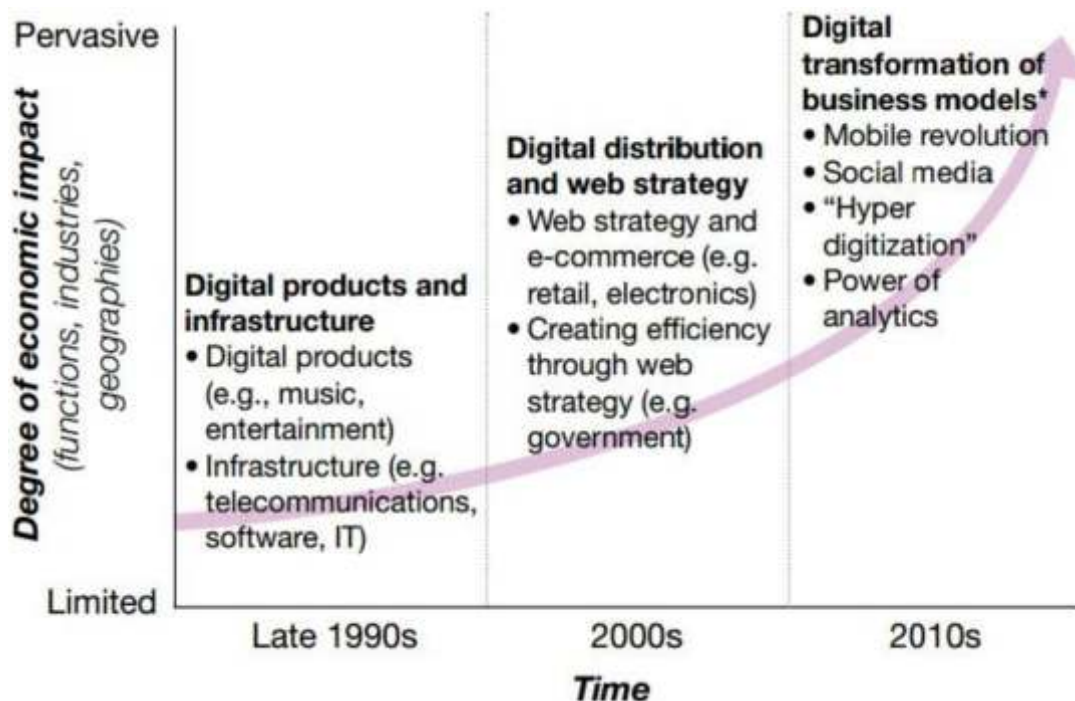 Pervasive
Degree of economic impact
(functions, industries,
geographies)
Limited
Digital products and
infrastructure
• Digital products
(e.g., music,
entertainment)
• Infrastructure (e.g.
telecommunications,
software, IT)
Digital distribution
and web strategy
• Web strategy and
e-commerce (e.g.
retail, electronics)
• Creating efficiency
through web
strategy (e.g.
government)
Digital
transformation of
business models*
• Mobile revolution
• Social media
• “Hyper
digitization”
• Power of
analytics
Late 1990s
2000s
2010s
Time